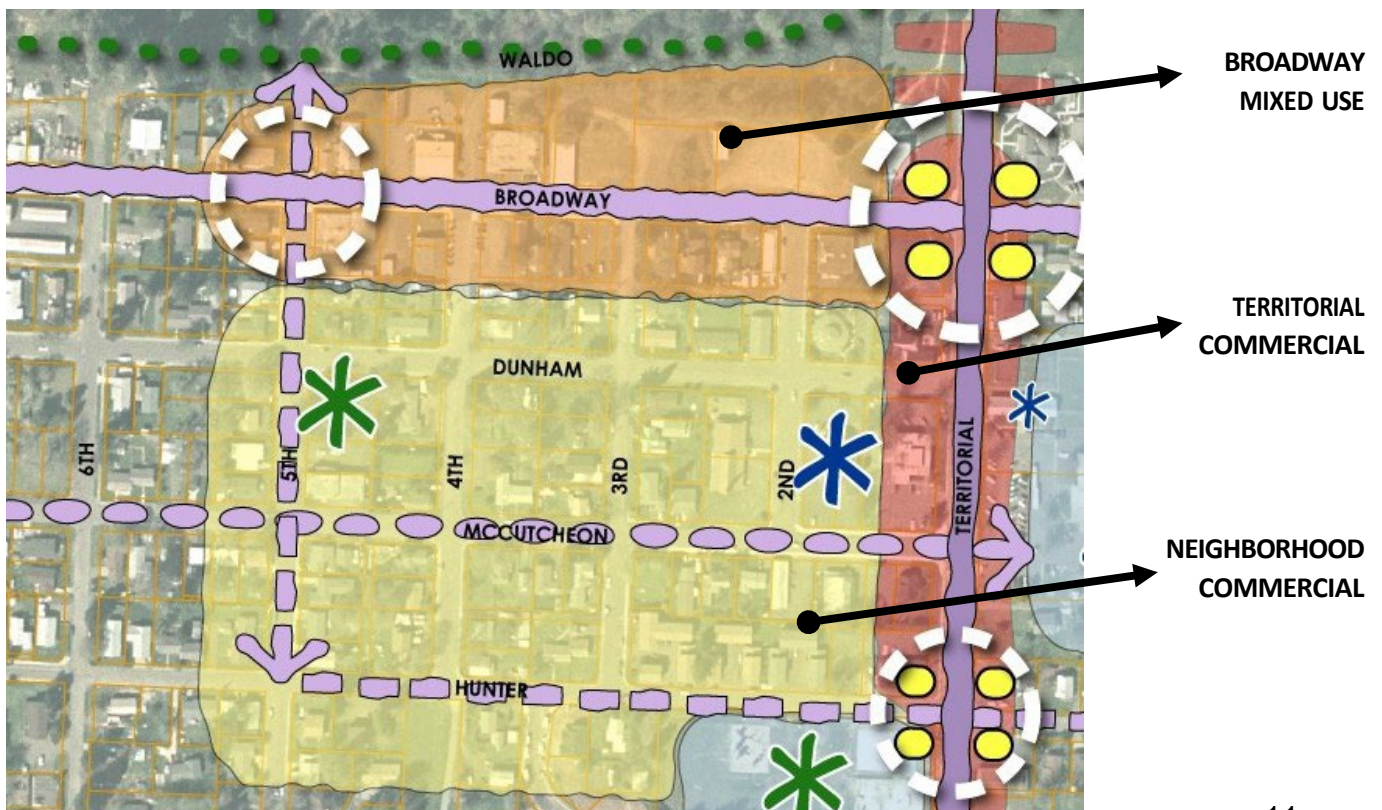 WALDO
BROADWAY
MIXED USE
BROADWAY
TERRITORIAL
COMMERCIAL
DUNHAM
6TH
5TH
4TH
3RD
2ND
TERRITORIAL
MCCUTCHEON
NEIGHBORHOOD
COMMERCIAL
HUNTER